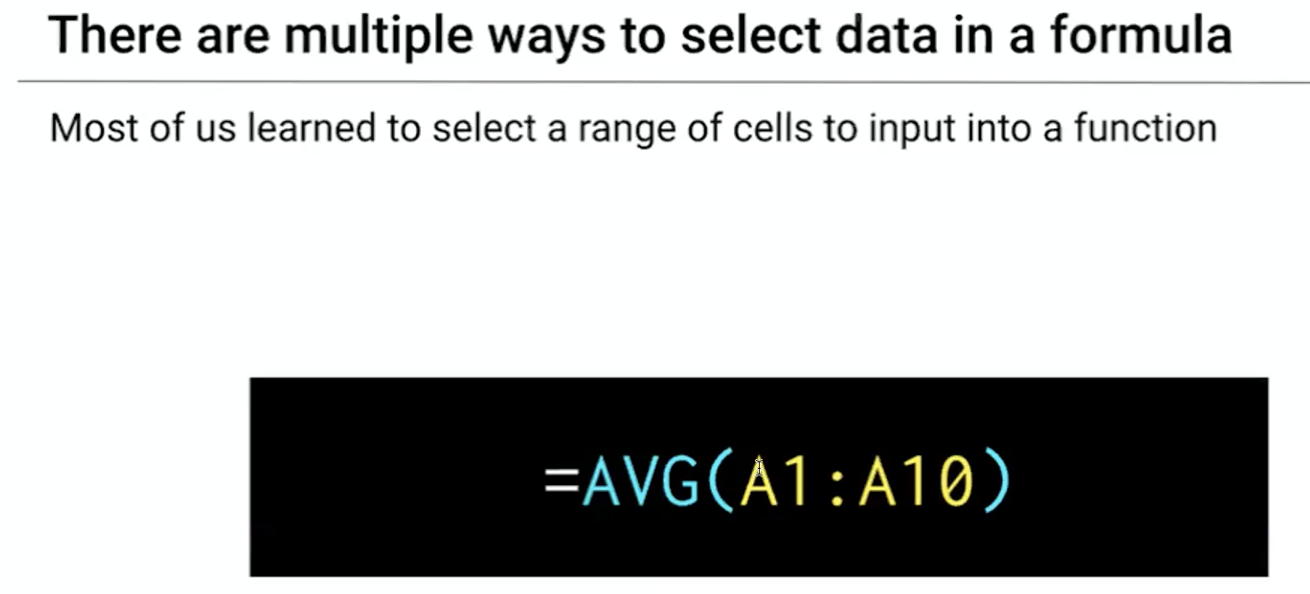 There are multiple ways to select data in a formula
Most of us learned to select a range of cells to input into a function
=AVG(A1:A10)